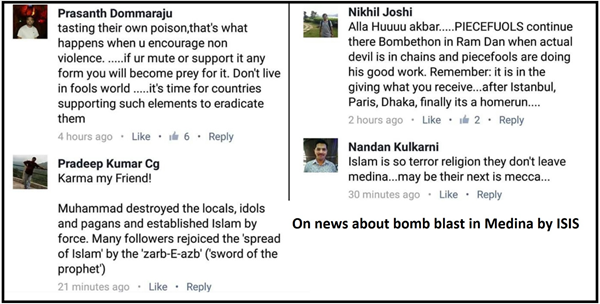 Prasanth Dommaraju
tasting their own poison,that's what
happens when u encourage non
violence. .....if ur mute or support it any
form you will become prey for it. Don't live
in fools world .....it's time for countries
supporting such elements to eradicate
them
4 hours ago • Like • 6 • Reply
Pradeep Kumar Cg
Karma my Friend!
Muhammad destroyed the locals, idols
and pagans and established Islam by
force. Many followers rejoiced the 'spread
of Islam' by the 'zarb-E-azb' ('sword of the
prophet')
21 minutes ago • Like • Reply
Nikhil Joshi
Alla Huuuu akbar.....PIECEFUOLS continue
there Bombethon in Ram Dan when actual
devil is in chains and piecefools are doing
his good work. Remember: it is in the
giving what you receive...after Istanbul,
Paris, Dhaka, finally its a homerun....
2 hours ago • Like • 2 • Reply
Nandan Kulkarni
Islam is so terror religion they don't leave
medina...may be their next is mecca...
30 minutes ago • Like • Reply
On news about bomb blast in Medina by ISIS